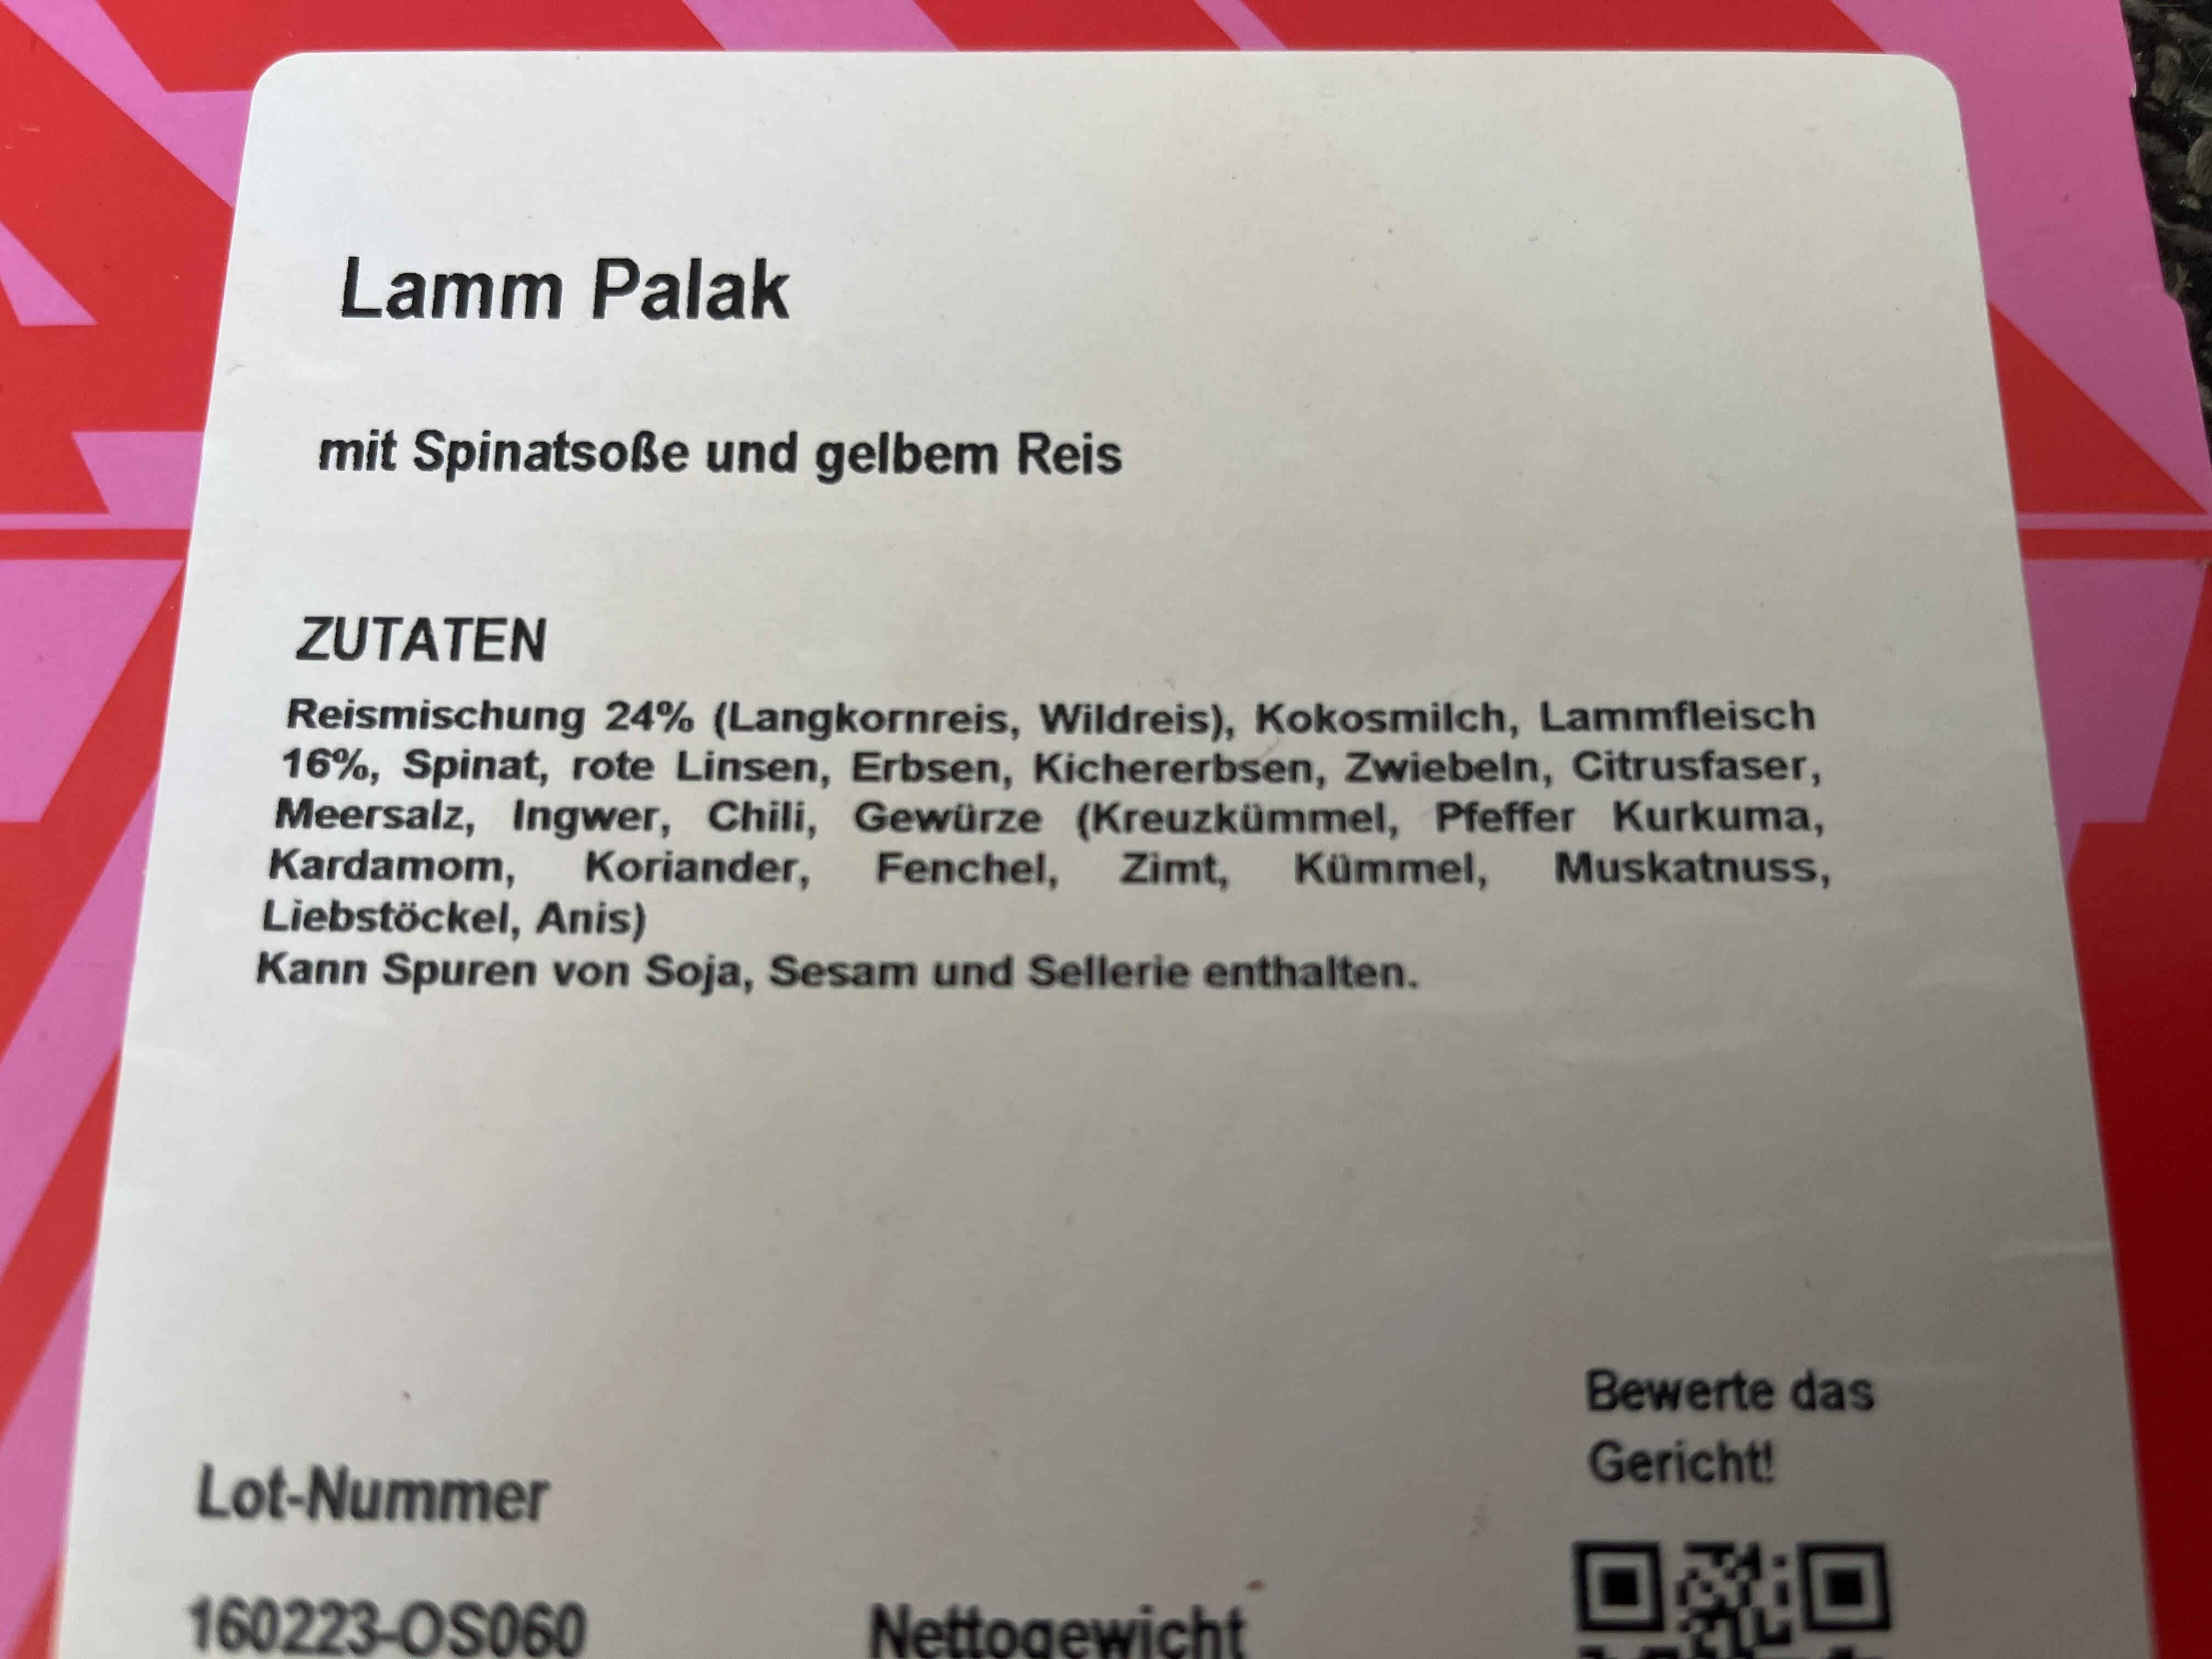 Lamm Palak
mit Spinatsoße und gelbem Reis
ZUTATEN
Reismischung 24% (Langkornreis, Wildreis), Kokosmilch, Lammfleisch
16%, Spinat, rote Linsen, Erbsen, Kichererbsen, Zwiebeln, Citrusfaser,
Meersalz, Ingwer, Chili, Gewürze (Kreuzkümmel, Pfeffer Kurkuma,
Kardamom, Koriander, Fenchel, Zimt, Kümmel, Muskatnuss,
Liebstöckel, Anis)
Kann Spuren von Soja, Sesam und Sellerie enthalten.
Bewerte das
Gericht!
Lot-Nummer
160223-OS060
Nettogewicht